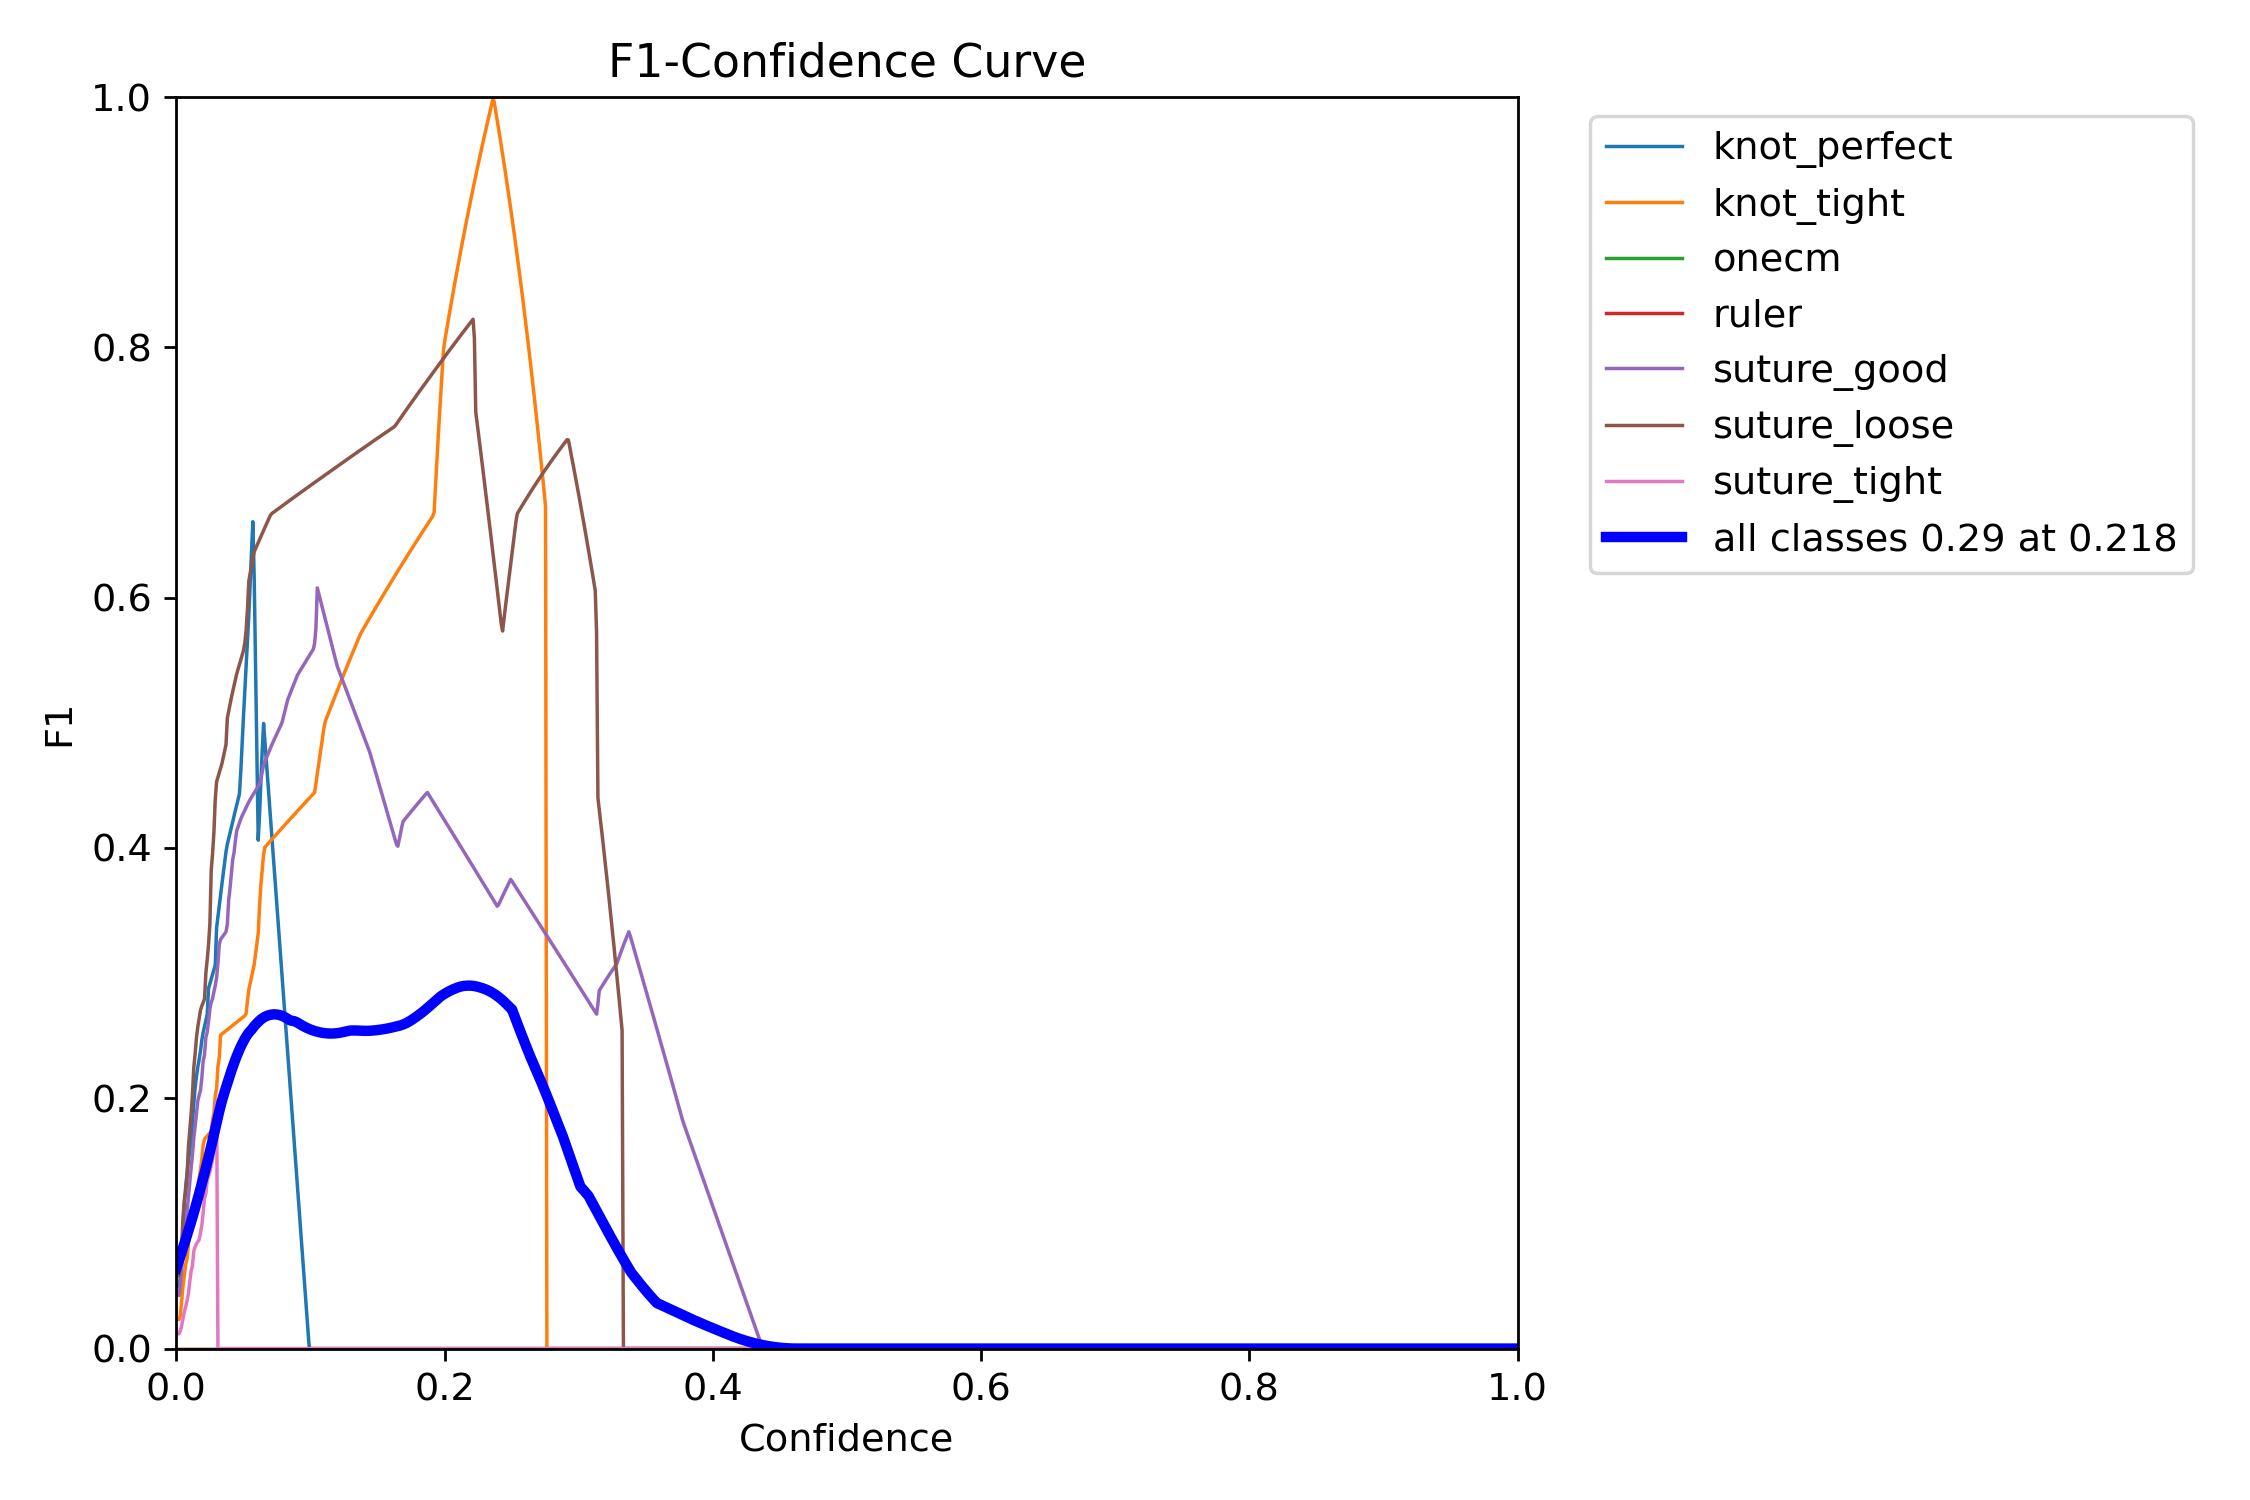 F1-Confidence Curve
1.0
0.8
0.6
0.4
0.2
0.0
F1
0.0 0.2 0.4 0.6 0.8 1.0
Confidence
knot_perfect
knot_tight
onecm
ruler
suture_good
suture_loose
suture_tight
all classes 0.29 at 0.218